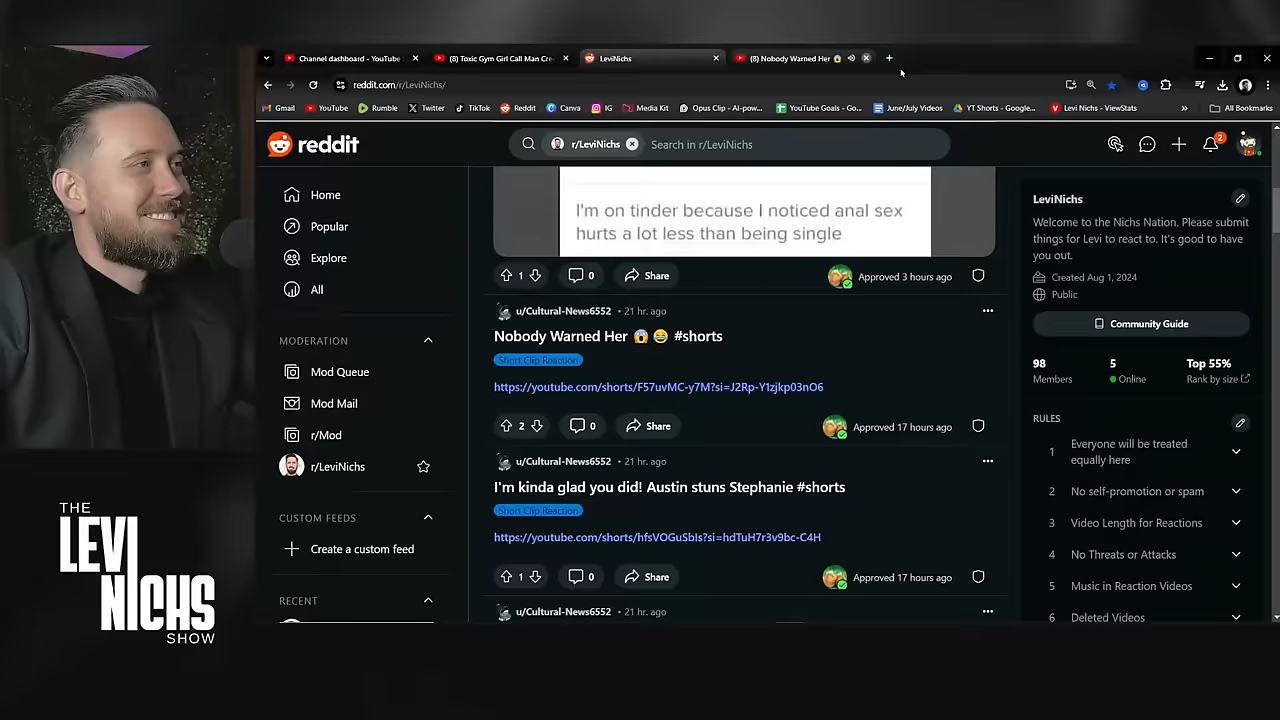 Channel dashboard - YouTube
(8) Toxic Gym Girl Call Man Cre
LeviNichs
(8) Nobody Warned Her 😱
reddit.com/r/LeviNichs/
Gmail
YouTube
Rumble
Twitter
TikTok
Reddit
Canva
IG
Media Kit
Opus Clip - AI-pow...
YouTube Goals - Go...
June/July Videos
YT Shorts - Google...
Levi Nichs - ViewStats
All Bookmarks
reddit
r/LeviNichs
Search in r/LeviNichs
2
Home
Popular
Explore
All
MODERATION
Mod Queue
Mod Mail
r/Mod
r/LeviNichs
CUSTOM FEEDS
Create a custom feed
RECENT
I'm on tinder because I noticed anal sex
hurts a lot less than being single
1
0
Share
Approved 3 hours ago
u/Cultural-News6552 • 21 hr. ago
Nobody Warned Her 😱 😂 #shorts
Short Clip Reaction
https://youtube.com/shorts/F57uvMC-y7M?si=J2Rp-Y1zjkp03nO6
2
0
Share
Approved 17 hours ago
u/Cultural-News6552 • 21 hr. ago
I'm kinda glad you did! Austin stuns Stephanie #shorts
Short Clip Reaction
https://youtube.com/shorts/hfsVOGuSbIs?si=hdTuH7r3v9bc-C4H
1
0
Share
Approved 17 hours ago
u/Cultural-News6552 • 21 hr. ago
LeviNichs
Welcome to the Nichs Nation. Please submit
things for Levi to react to. It's good to have
you out.
Created Aug 1, 2024
Public
Community Guide
98
5
Top 55%
Members
Online
Rank by size
RULES
1
Everyone will be treated
equally here
2
No self-promotion or spam
3
Video Length for Reactions
4
No Threats or Attacks
5
Music in Reaction Videos
6
Deleted Videos
THE
LEVI
NICHS
SHOW